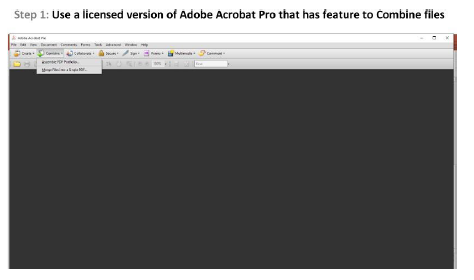 Step 1: Use a licensed version of Adobe Acrobat Pro that has feature to Combine files
Adobe Acrobat Pro
File Edit View Document Comments Forms Tools Advanced Window Help
Create Combine Collaborate Secure Sign Forms Multimedia Comment
Assemble PDF Portfolio...
Merge Files into a Single PDF...